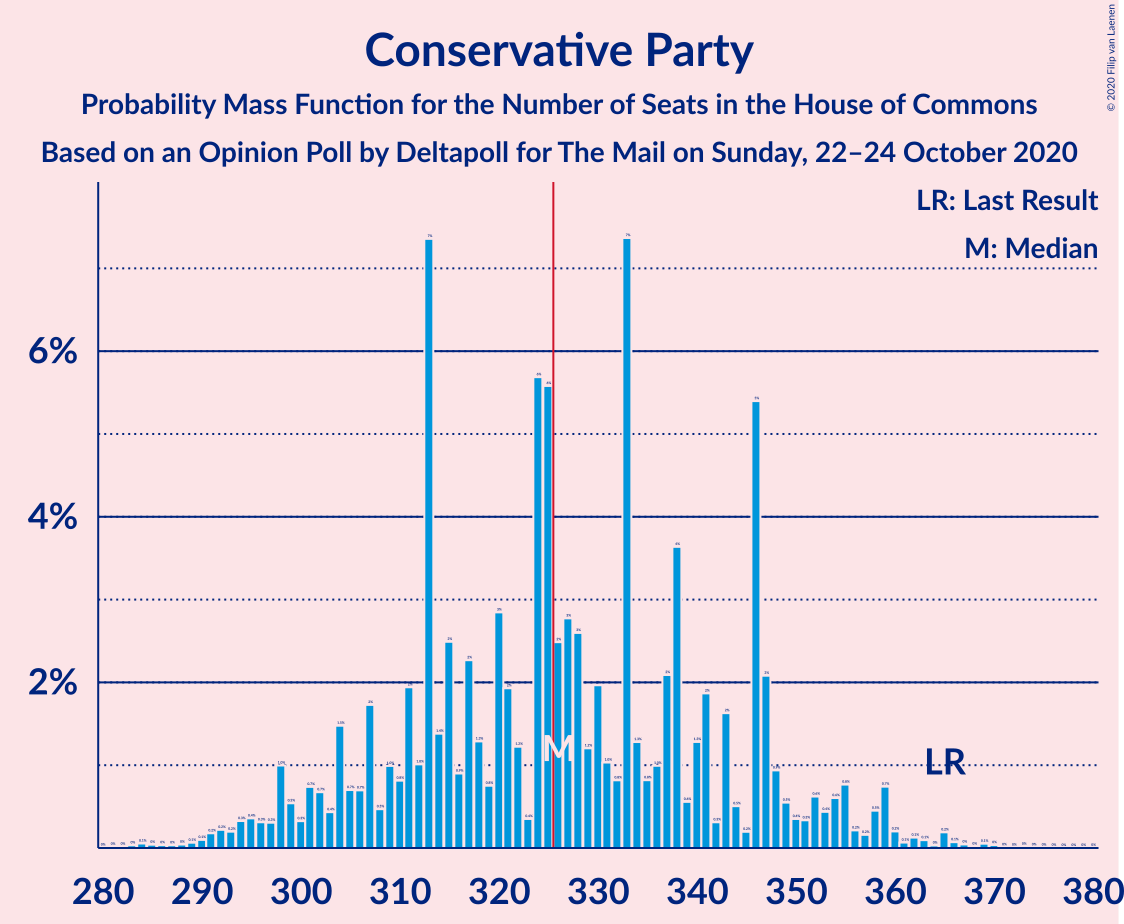 Conservative Party
Probability Mass Function for the Number of Seats in the House of Commons
Based on an Opinion Poll by Deltapoll for The Mail on Sunday, 22–24 October 2020
© 2020 Filip van Laenen
LR: Last Result
M: Median
6%
4%
2%
M
LR
280 290 300 310 320 330 340 350 360 370 380